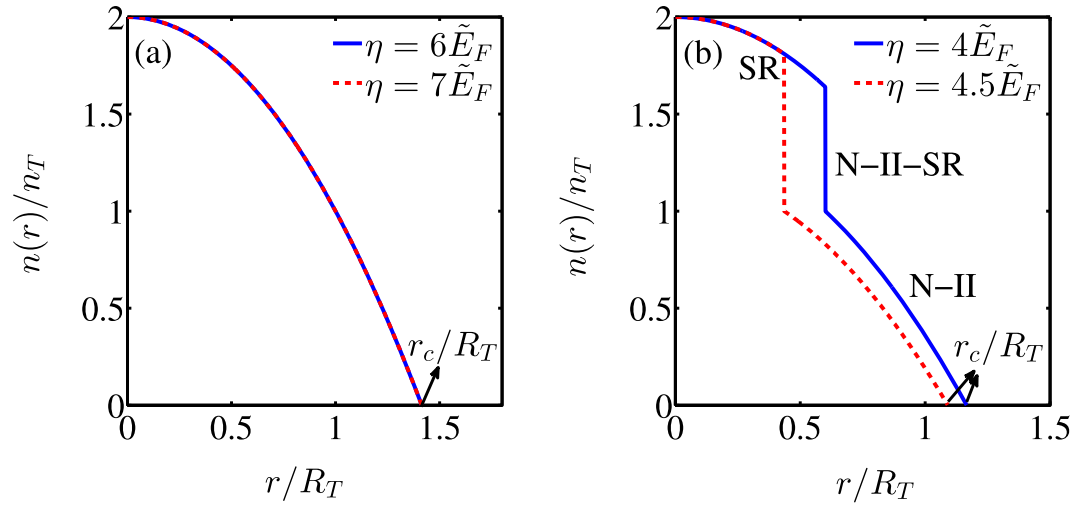 (a)
η = 6Ẽ_F
η = 7Ẽ_F
2
1.5
1
0.5
0
n(r)/n_T
r_c/R_T
0
0.5
1
1.5
r/R_T
(b)
η = 4Ẽ_F
η = 4.5Ẽ_F
SR
N–II–SR
N–II
2
1.5
1
0.5
0
n(r)/n_T
r_c/R_T
0
0.5
1
1.5
r/R_T